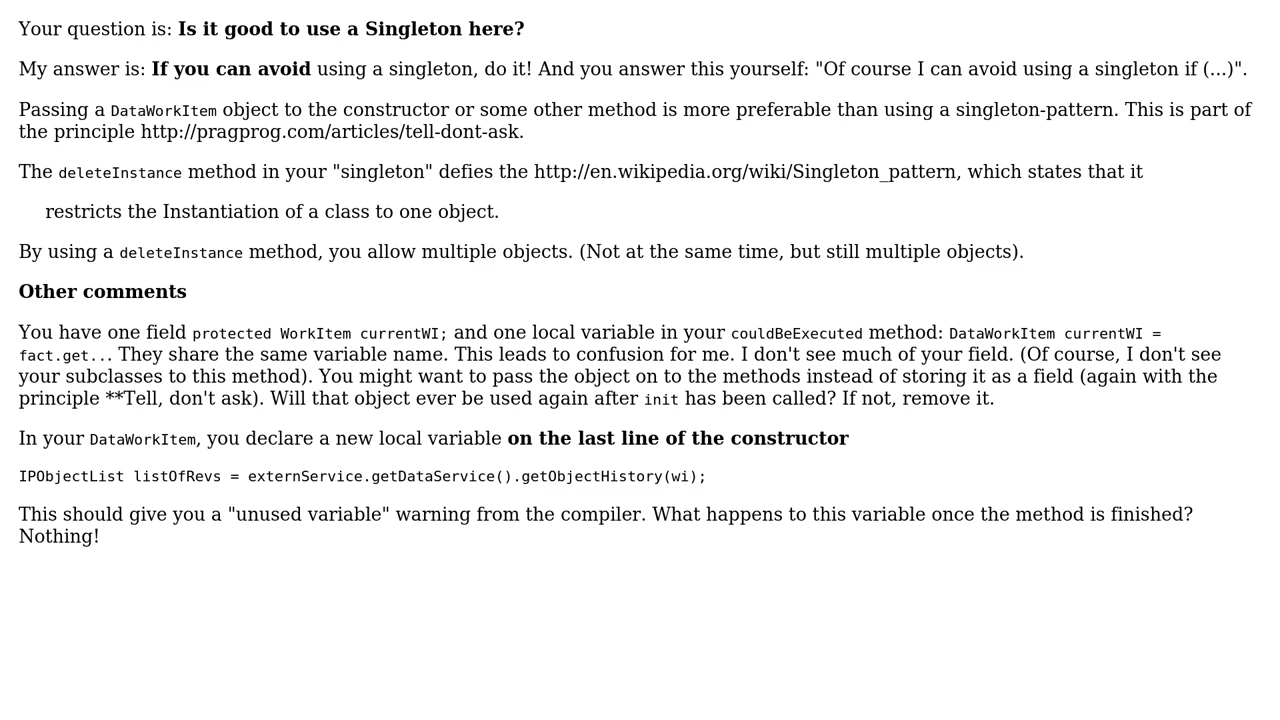 Your question is: Is it good to use a Singleton here?
My answer is: If you can avoid using a singleton, do it! And you answer this yourself: "Of course I can avoid using a singleton if (...)".
Passing a DataWorkItem object to the constructor or some other method is more preferable than using a singleton-pattern. This is part of
the principle http://pragprog.com/articles/tell-dont-ask.
The deleteInstance method in your "singleton" defies the http://en.wikipedia.org/wiki/Singleton_pattern, which states that it
restricts the Instantiation of a class to one object.
By using a deleteInstance method, you allow multiple objects. (Not at the same time, but still multiple objects).
Other comments
You have one field protected WorkItem currentWI; and one local variable in your couldBeExecuted method: DataWorkItem currentWI =
fact.get... They share the same variable name. This leads to confusion for me. I don't see much of your field. (Of course, I don't see
your subclasses to this method). You might want to pass the object on to the methods instead of storing it as a field (again with the
principle **Tell, don't ask). Will that object ever be used again after init has been called? If not, remove it.
In your DataWorkItem, you declare a new local variable on the last line of the constructor
IPObjectList listOfRevs = externService.getDataService().getObjectHistory(wi);
This should give you a "unused variable" warning from the compiler. What happens to this variable once the method is finished?
Nothing!